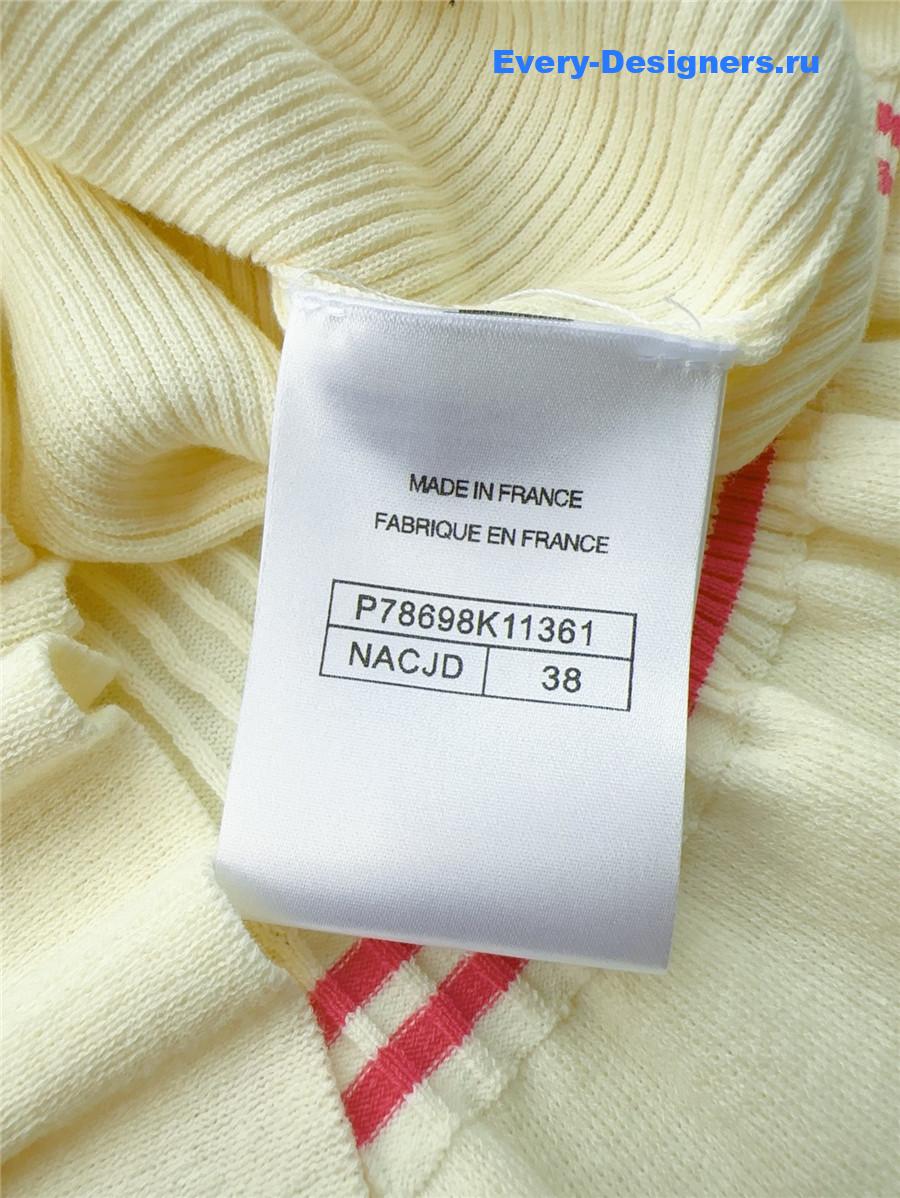 Every-Designers.ru
MADE IN FRANCE
FABRIQUE EN FRANCE
P78698K11361
NACJD 38